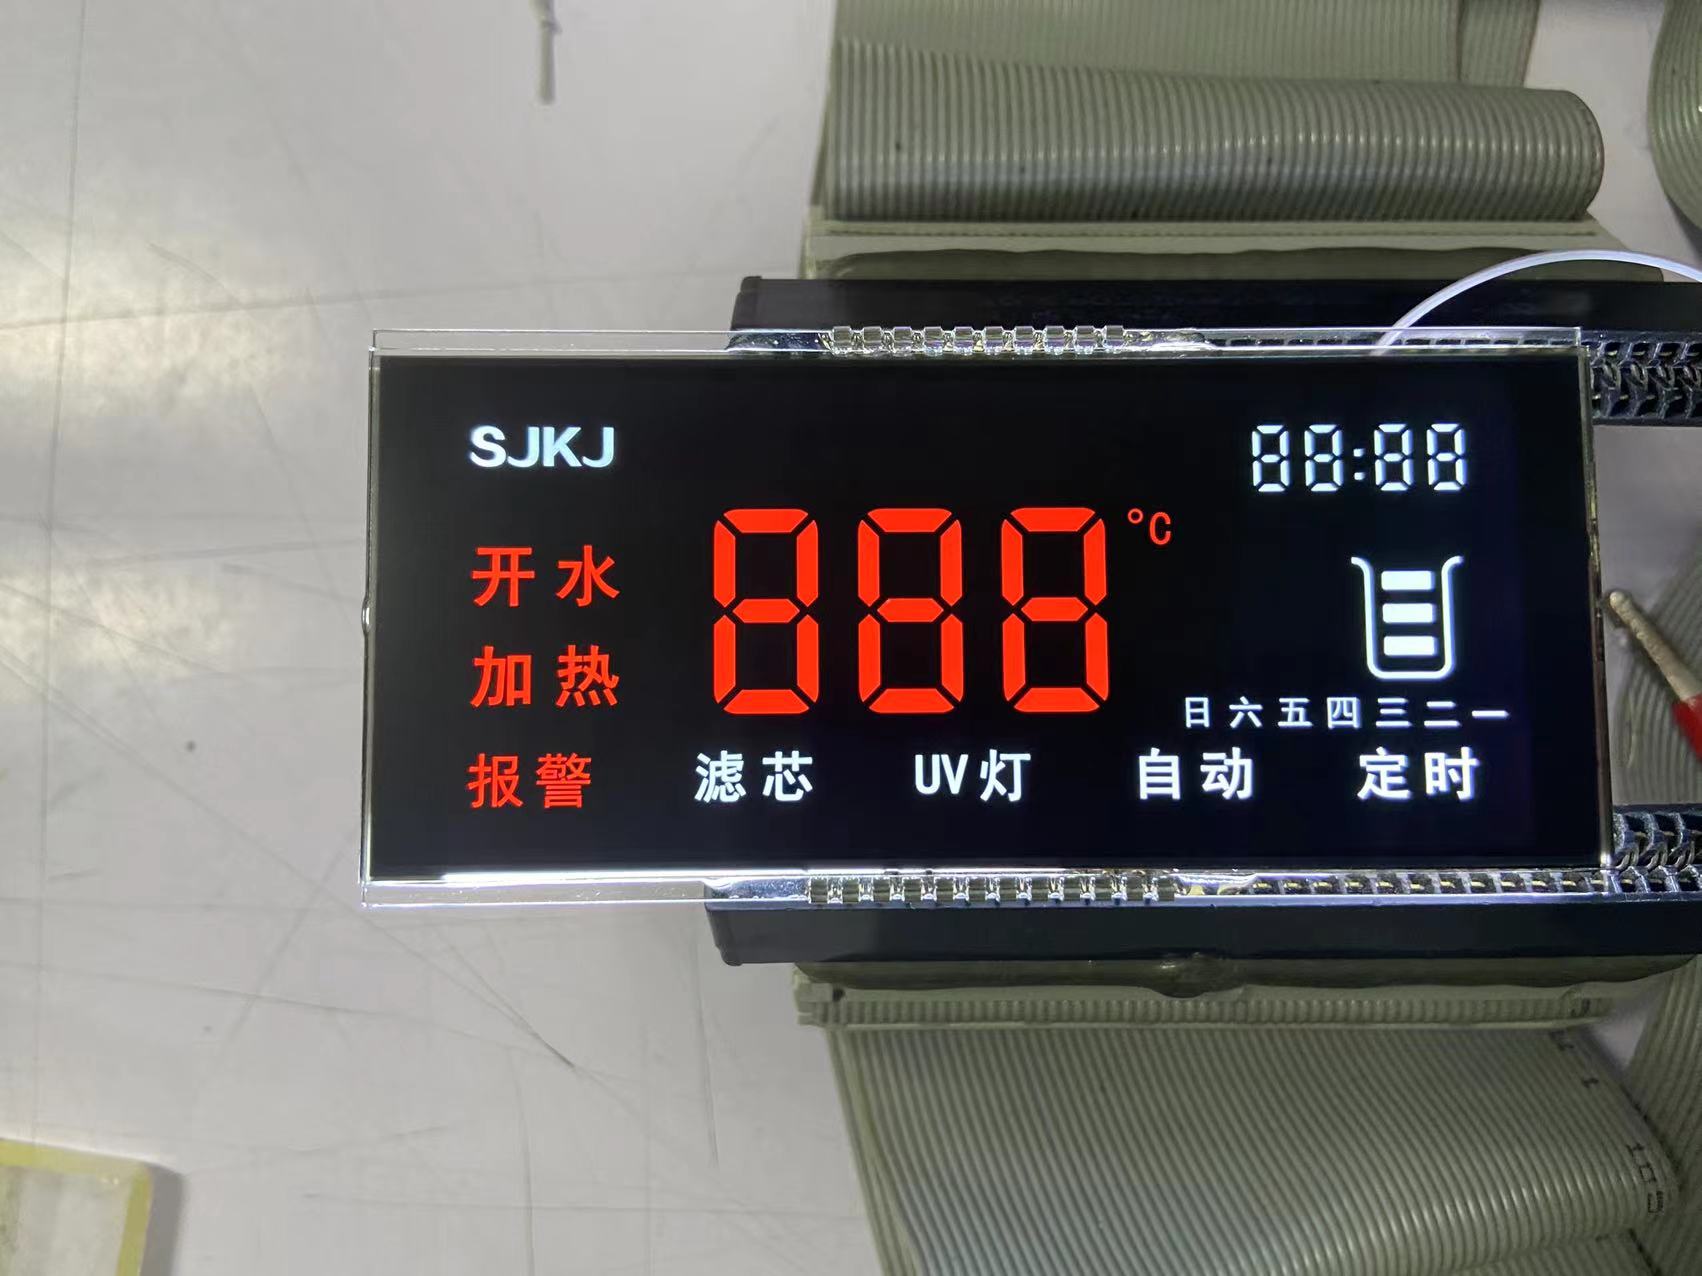 SJKJ
88:88
开水
888°C
加热
日六五四三二一
报警 滤芯 UV灯 自动 定时